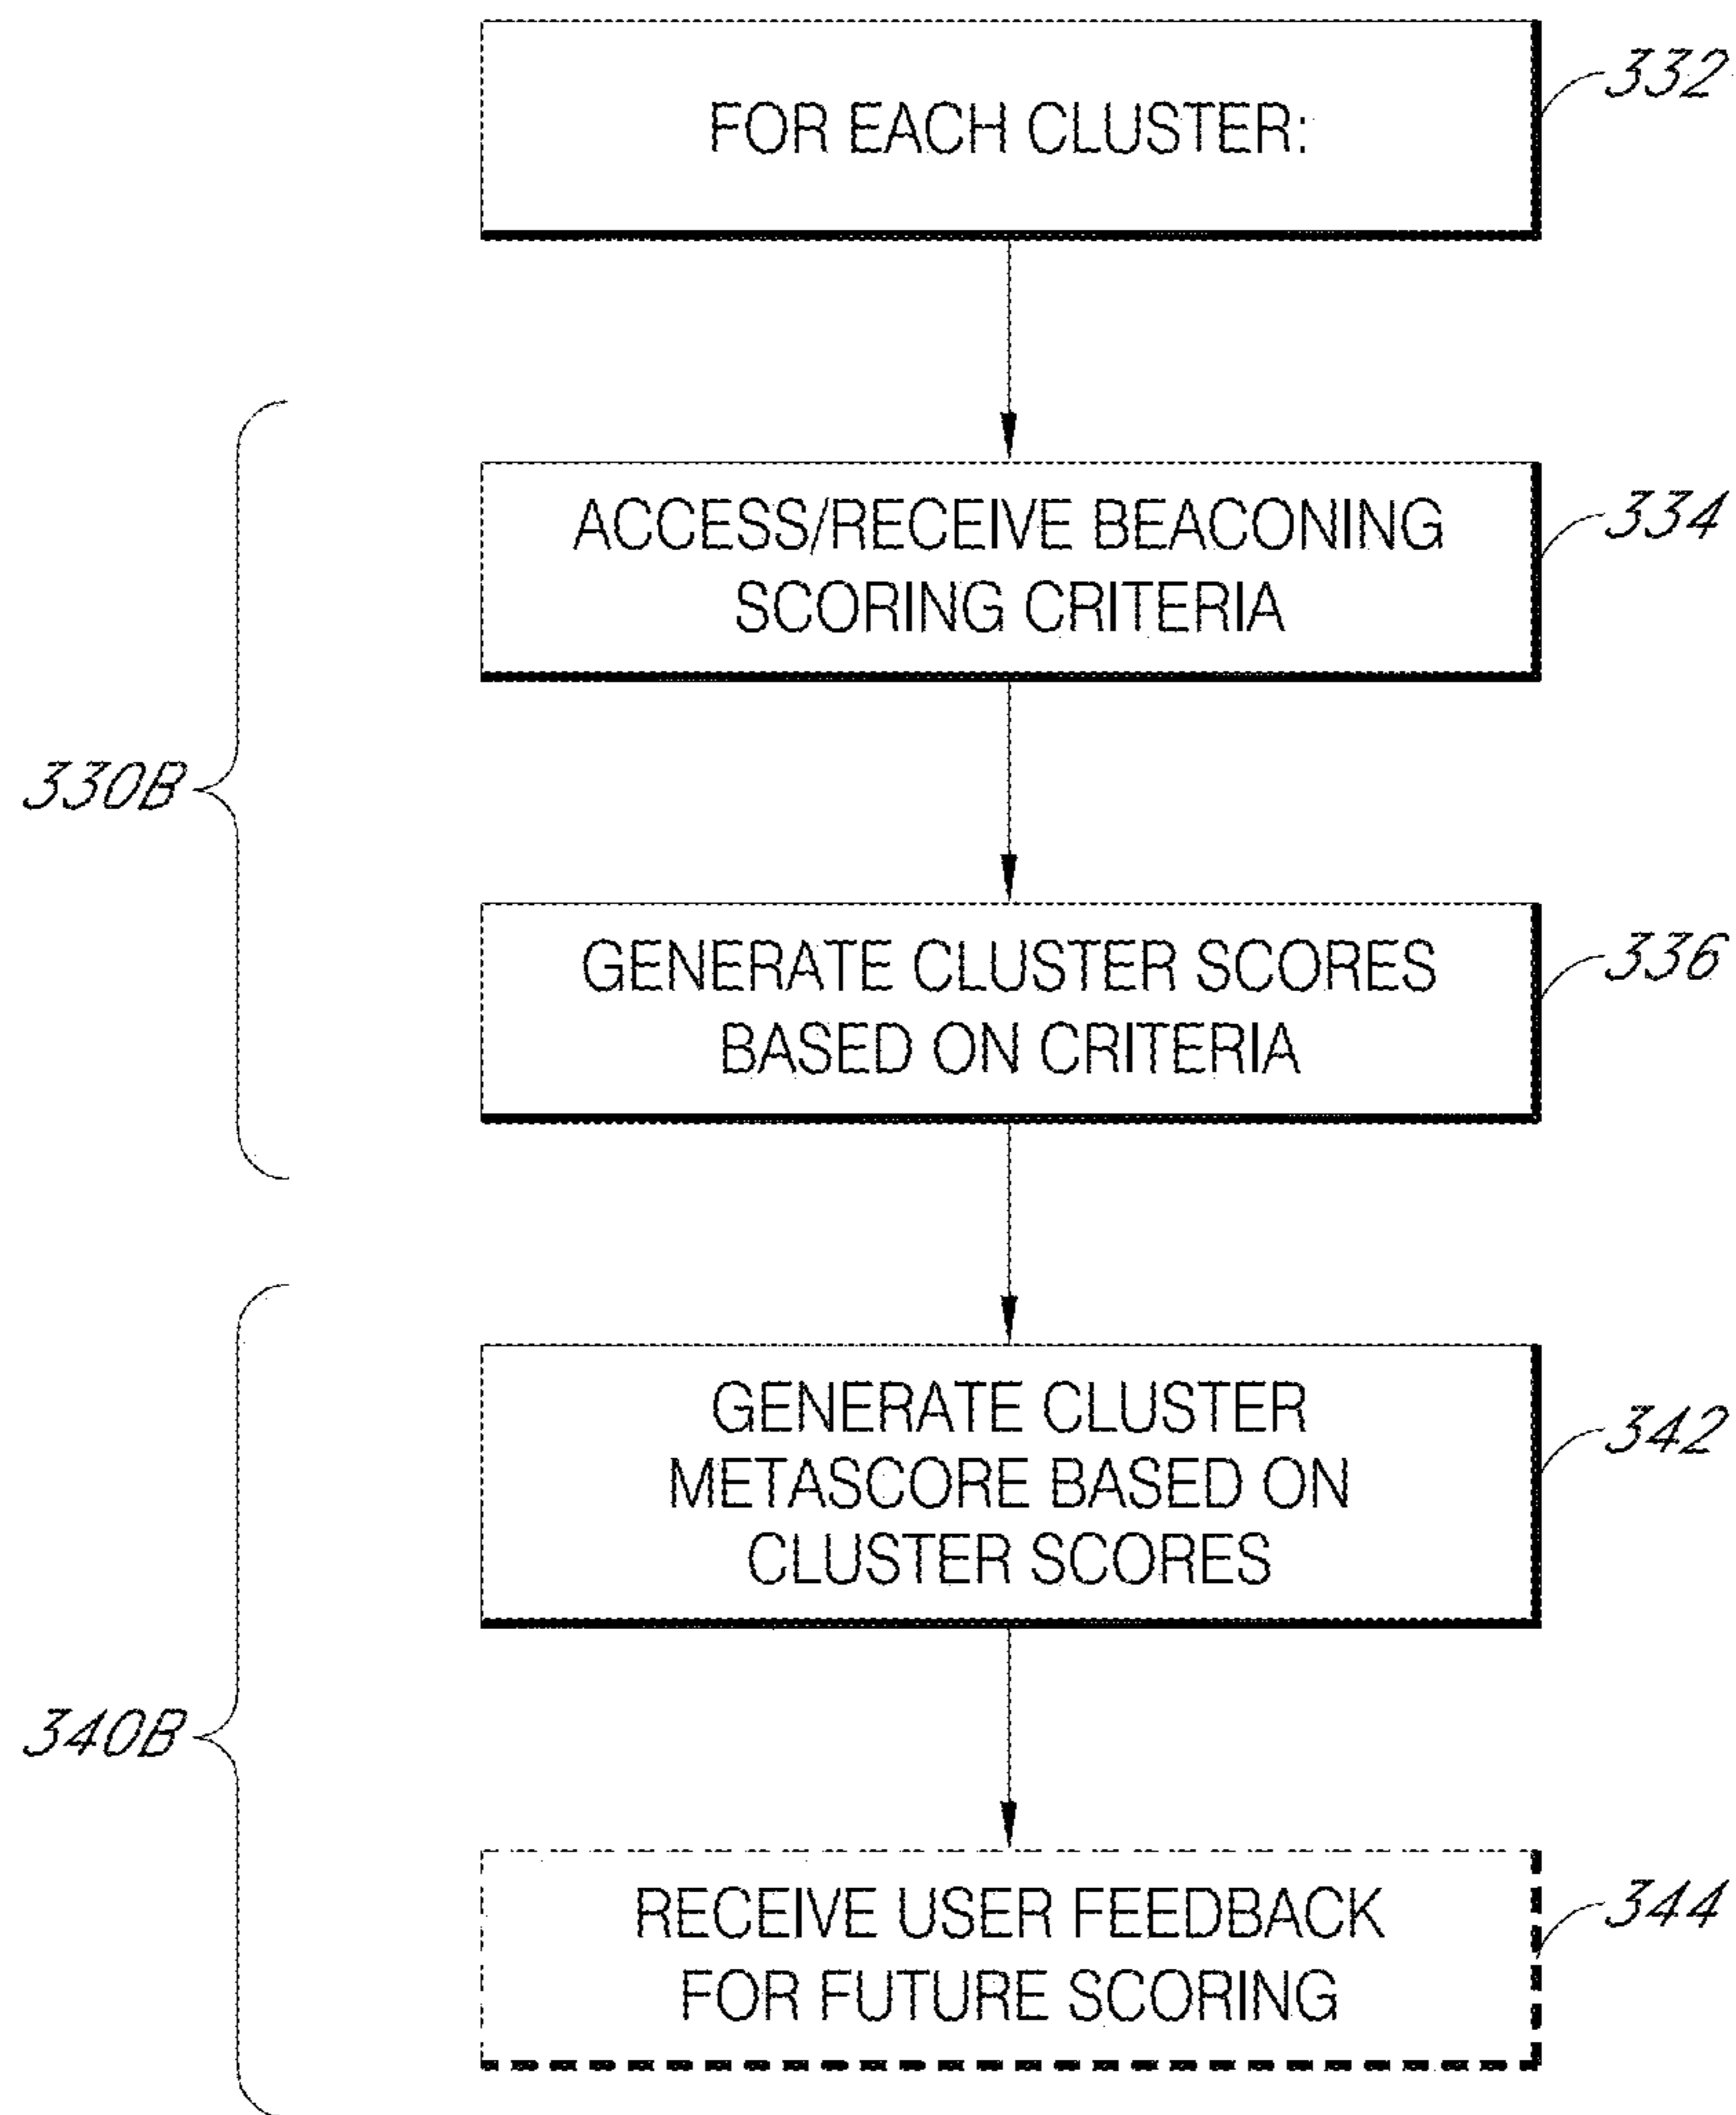 FOR EACH CLUSTER:
332
ACCESS/RECEIVE BEACONING
SCORING CRITERIA
334
330B
GENERATE CLUSTER SCORES
BASED ON CRITERIA
336
GENERATE CLUSTER
METASCORE BASED ON
CLUSTER SCORES
342
340B
RECEIVE USER FEEDBACK
FOR FUTURE SCORING
344